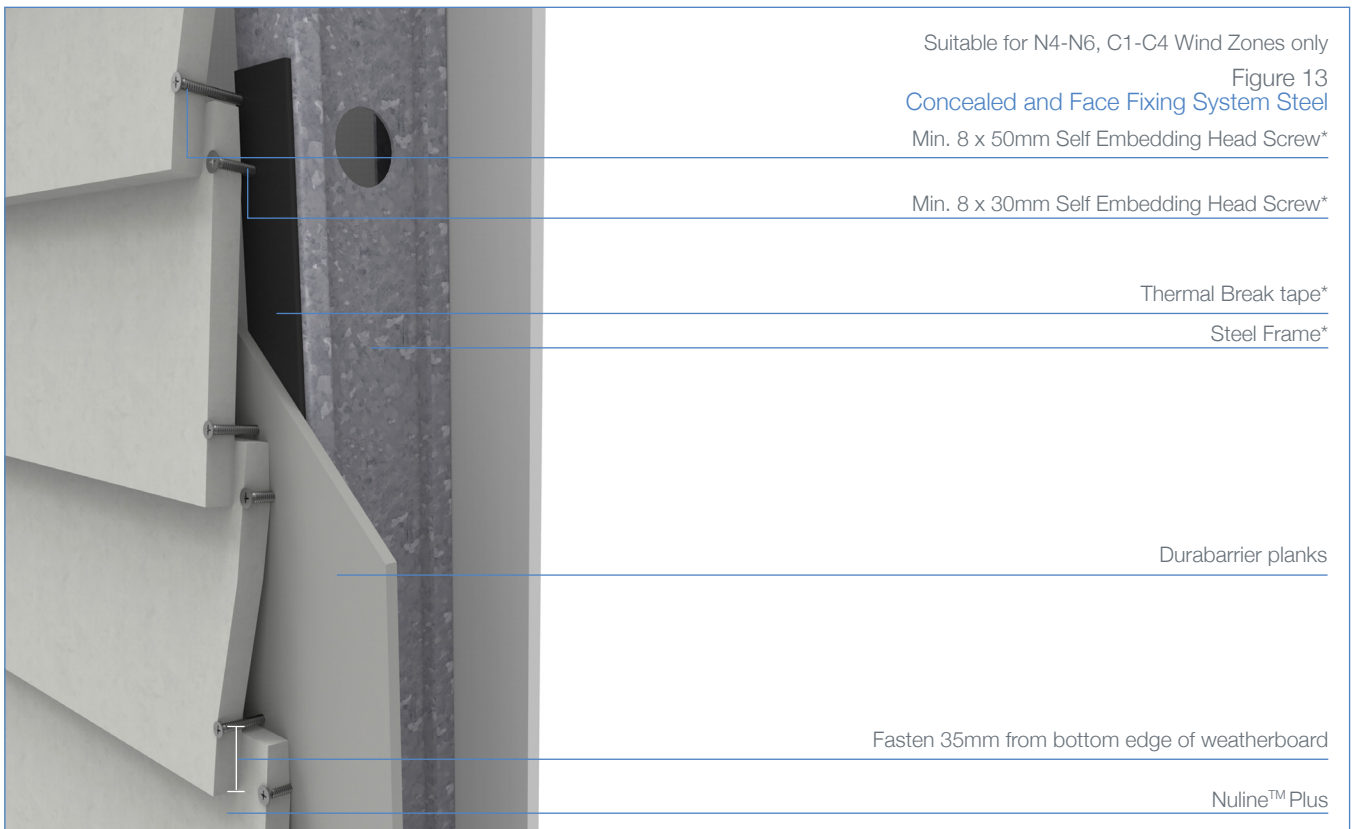 Suitable for N4-N6, C1-C4 Wind Zones only
Figure 13
Concealed and Face Fixing System Steel
Min. 8 x 50mm Self Embedding Head Screw*
Min. 8 x 30mm Self Embedding Head Screw*
Thermal Break tape*
Steel Frame*
Durabarrier planks
Fasten 35mm from bottom edge of weatherboard
Nuline™ Plus